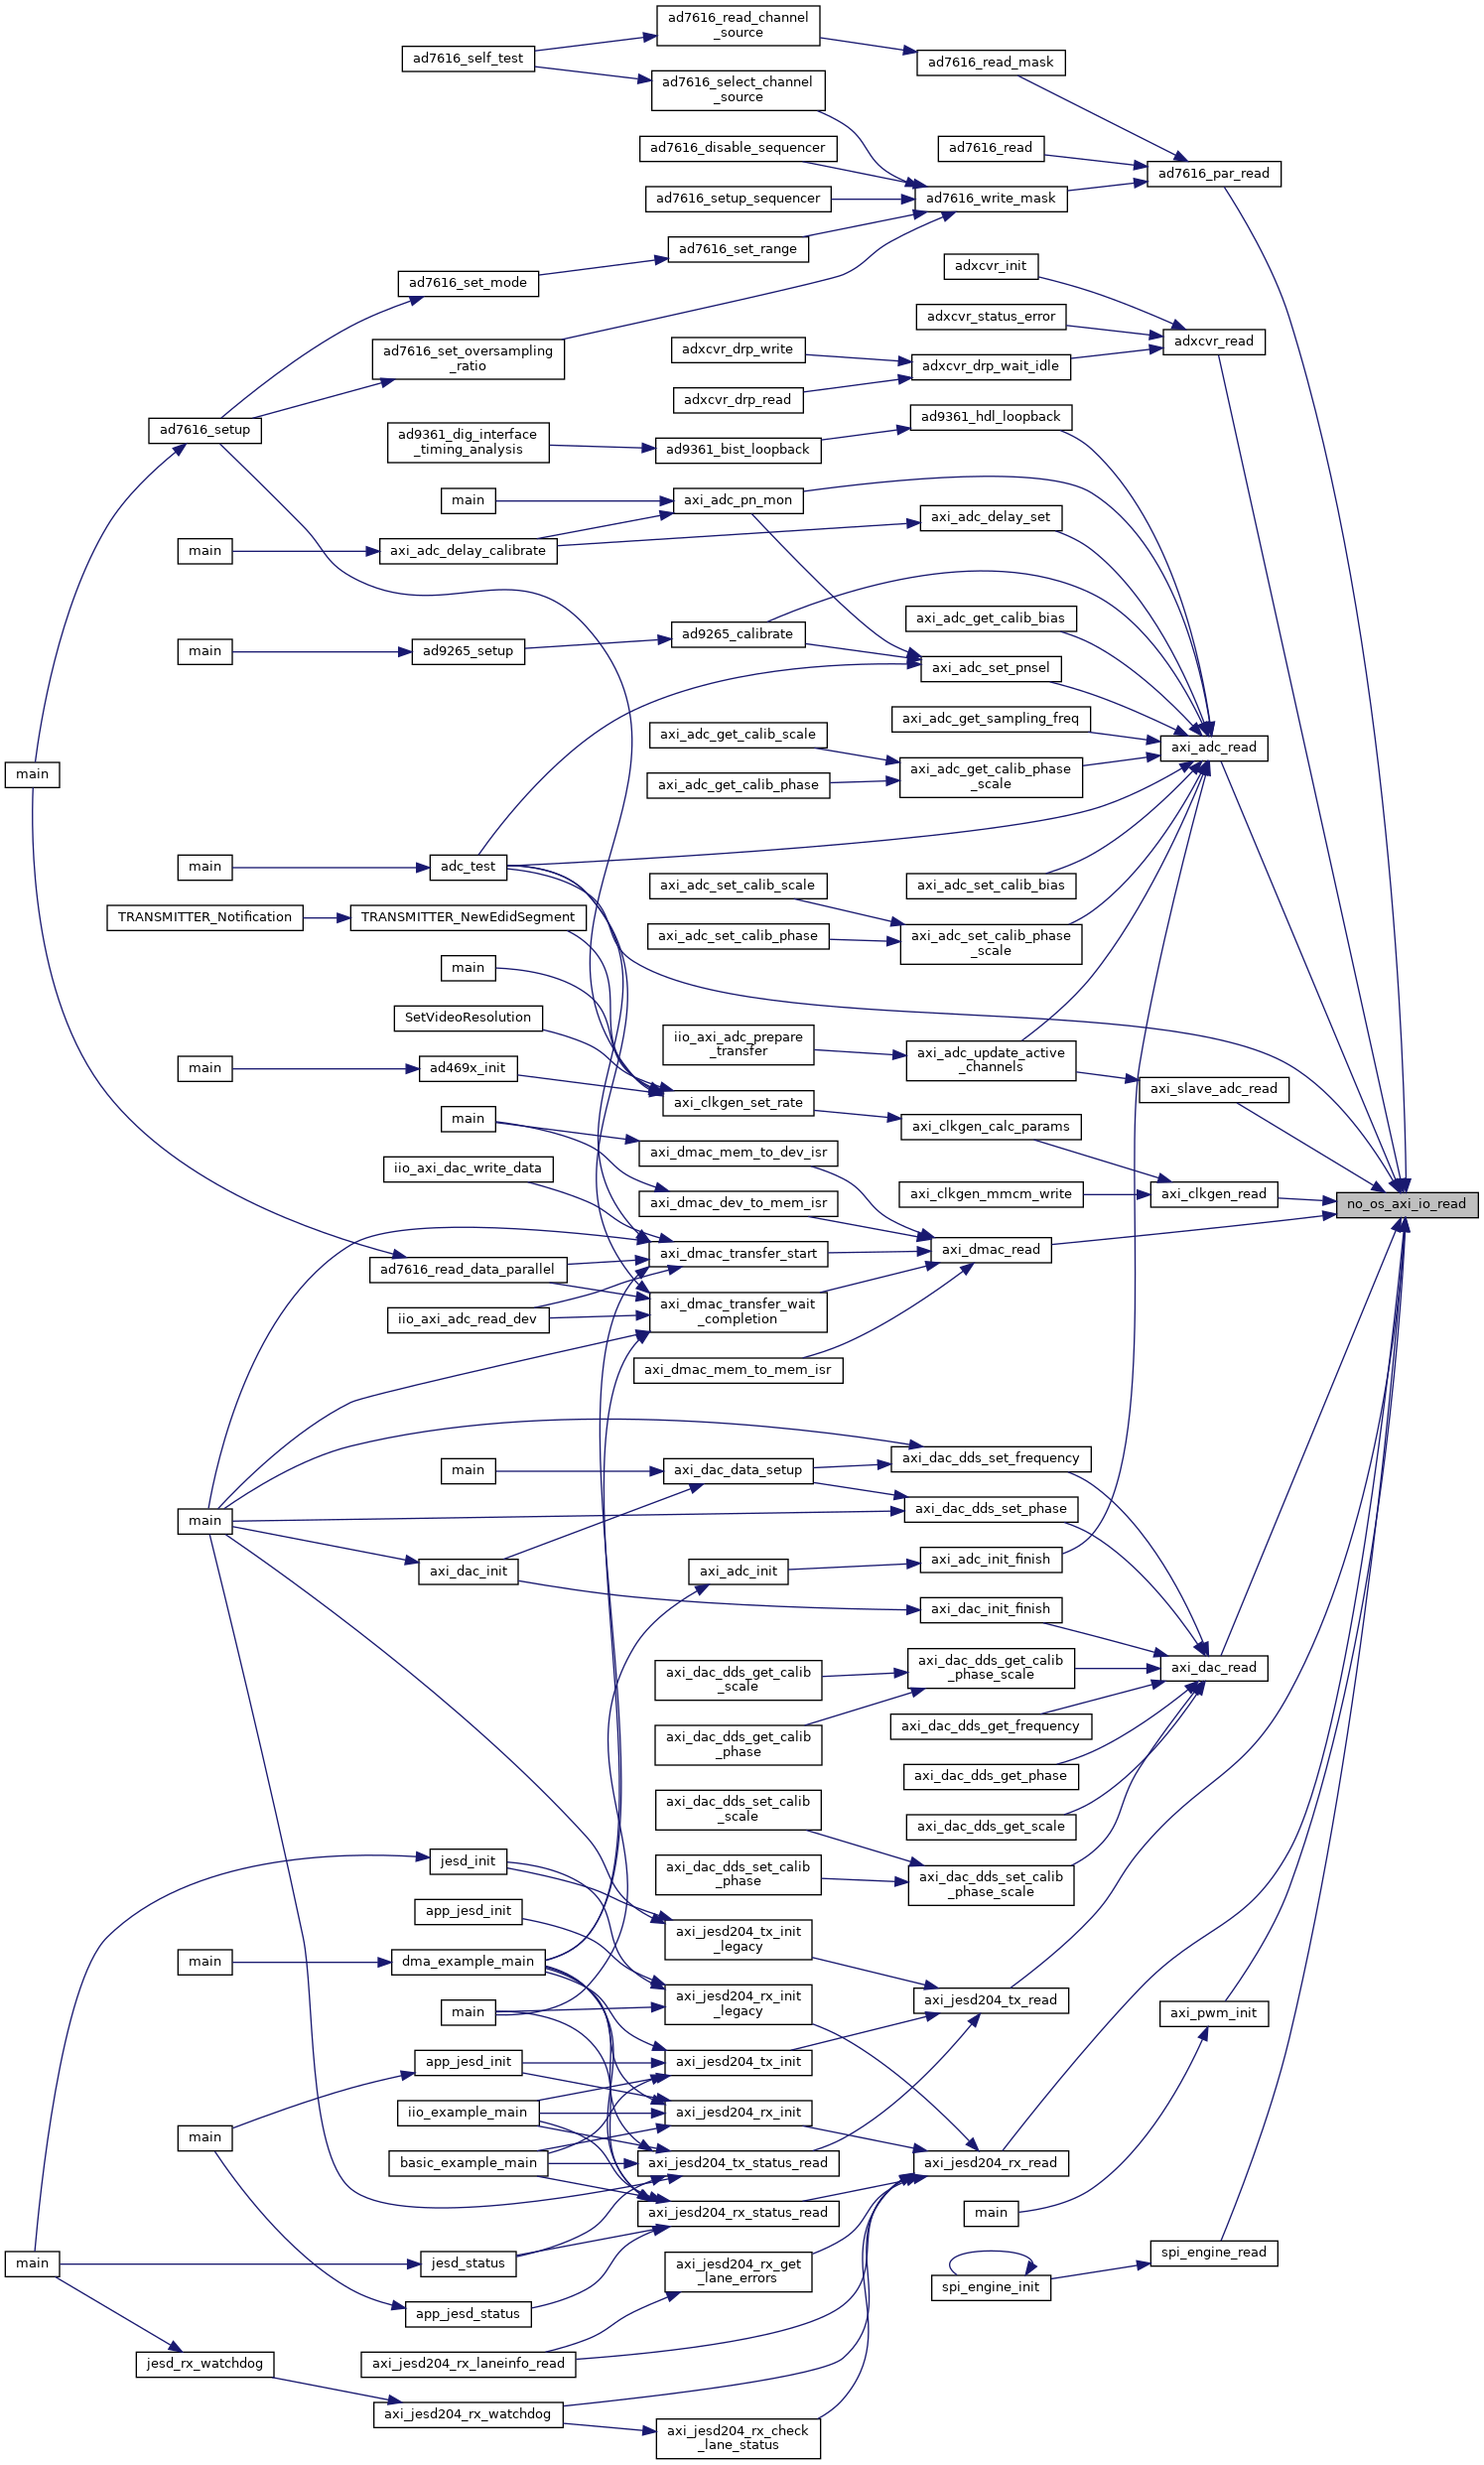 ad7616_read_channel
_source
ad7616_self_test
ad7616_read_mask
ad7616_select_channel
_source
ad7616_disable_sequencer
ad7616_read
ad7616_par_read
ad7616_setup_sequencer
ad7616_write_mask
ad7616_set_range
adxcvr_init
ad7616_set_mode
adxcvr_status_error
adxcvr_read
ad7616_set_oversampling
_ratio
adxcvr_drp_write
adxcvr_drp_wait_idle
adxcvr_drp_read
ad7616_setup
ad9361_hdl_loopback
ad9361_dig_interface
_timing_analysis
ad9361_bist_loopback
main
axi_adc_pn_mon
axi_adc_delay_set
main
axi_adc_delay_calibrate
axi_adc_get_calib_bias
ad9265_calibrate
main
ad9265_setup
axi_adc_set_pnsel
axi_adc_get_sampling_freq
axi_adc_get_calib_scale
axi_adc_read
main
axi_adc_get_calib_phase
_scale
axi_adc_get_calib_phase
main
adc_test
axi_adc_set_calib_scale
axi_adc_set_calib_bias
TRANSMITTER_Notification
TRANSMITTER_NewEdidSegment
axi_adc_set_calib_phase
axi_adc_set_calib_phase
_scale
main
SetVideoResolution
iio_axi_adc_prepare
_transfer
axi_adc_update_active
_channels
main
ad469x_init
axi_slave_adc_read
axi_clkgen_set_rate
main
axi_clkgen_calc_params
axi_dmac_mem_to_dev_isr
iio_axi_dac_write_data
axi_clkgen_mmcm_write
axi_clkgen_read
axi_dmac_dev_to_mem_isr
no_os_axi_io_read
axi_dmac_transfer_start
axi_dmac_read
ad7616_read_data_parallel
axi_dmac_transfer_wait
_completion
iio_axi_adc_read_dev
axi_dmac_mem_to_mem_isr
axi_dac_dds_set_frequency
main
axi_dac_data_setup
axi_dac_dds_set_phase
main
axi_adc_init_finish
axi_dac_init
axi_adc_init
axi_dac_init_finish
axi_dac_dds_get_calib
_scale
axi_dac_dds_get_calib
_phase_scale
axi_dac_read
axi_dac_dds_get_frequency
axi_dac_dds_get_calib
_phase
axi_dac_dds_get_phase
axi_dac_dds_set_calib
_scale
axi_dac_dds_get_scale
jesd_init
axi_dac_dds_set_calib
_phase
axi_dac_dds_set_calib
_phase_scale
app_jesd_init
axi_jesd204_tx_init
_legacy
main
dma_example_main
main
axi_jesd204_rx_init
_legacy
axi_jesd204_tx_read
axi_pwm_init
app_jesd_init
axi_jesd204_tx_init
iio_example_main
axi_jesd204_rx_init
main
basic_example_main
axi_jesd204_tx_status_read
axi_jesd204_rx_read
axi_jesd204_rx_status_read
main
main
jesd_status
axi_jesd204_rx_get
_lane_errors
spi_engine_read
spi_engine_init
app_jesd_status
jesd_rx_watchdog
axi_jesd204_rx_laneinfo_read
axi_jesd204_rx_watchdog
axi_jesd204_rx_check
_lane_status